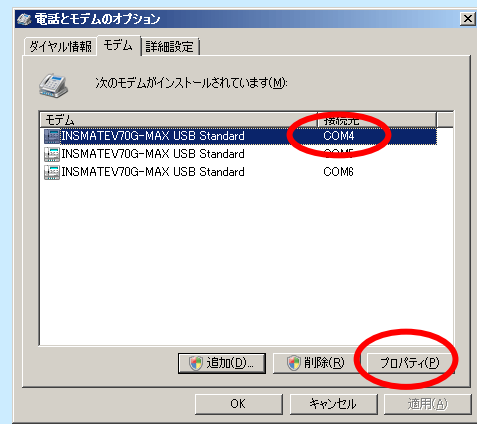 電話とモデムのオプション
ダイヤル情報 モデム 詳細設定
次のモデムがインストールされています(M):
モデム 接続先
INSMATEV70G-MAX USB Standard COM4
INSMATEV70G-MAX USB Standard COM5
INSMATEV70G-MAX USB Standard COM6
追加(D)... 削除(R) プロパティ(P)
OK キャンセル 適用(A)